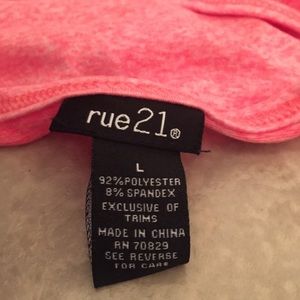 rue21®
L
92%POLYESTER
8% SPANDEX
EXCLUSIVE OF
TRIMS
MADE IN CHINA
RN 70829
SEE REVERSE
FOR CARE